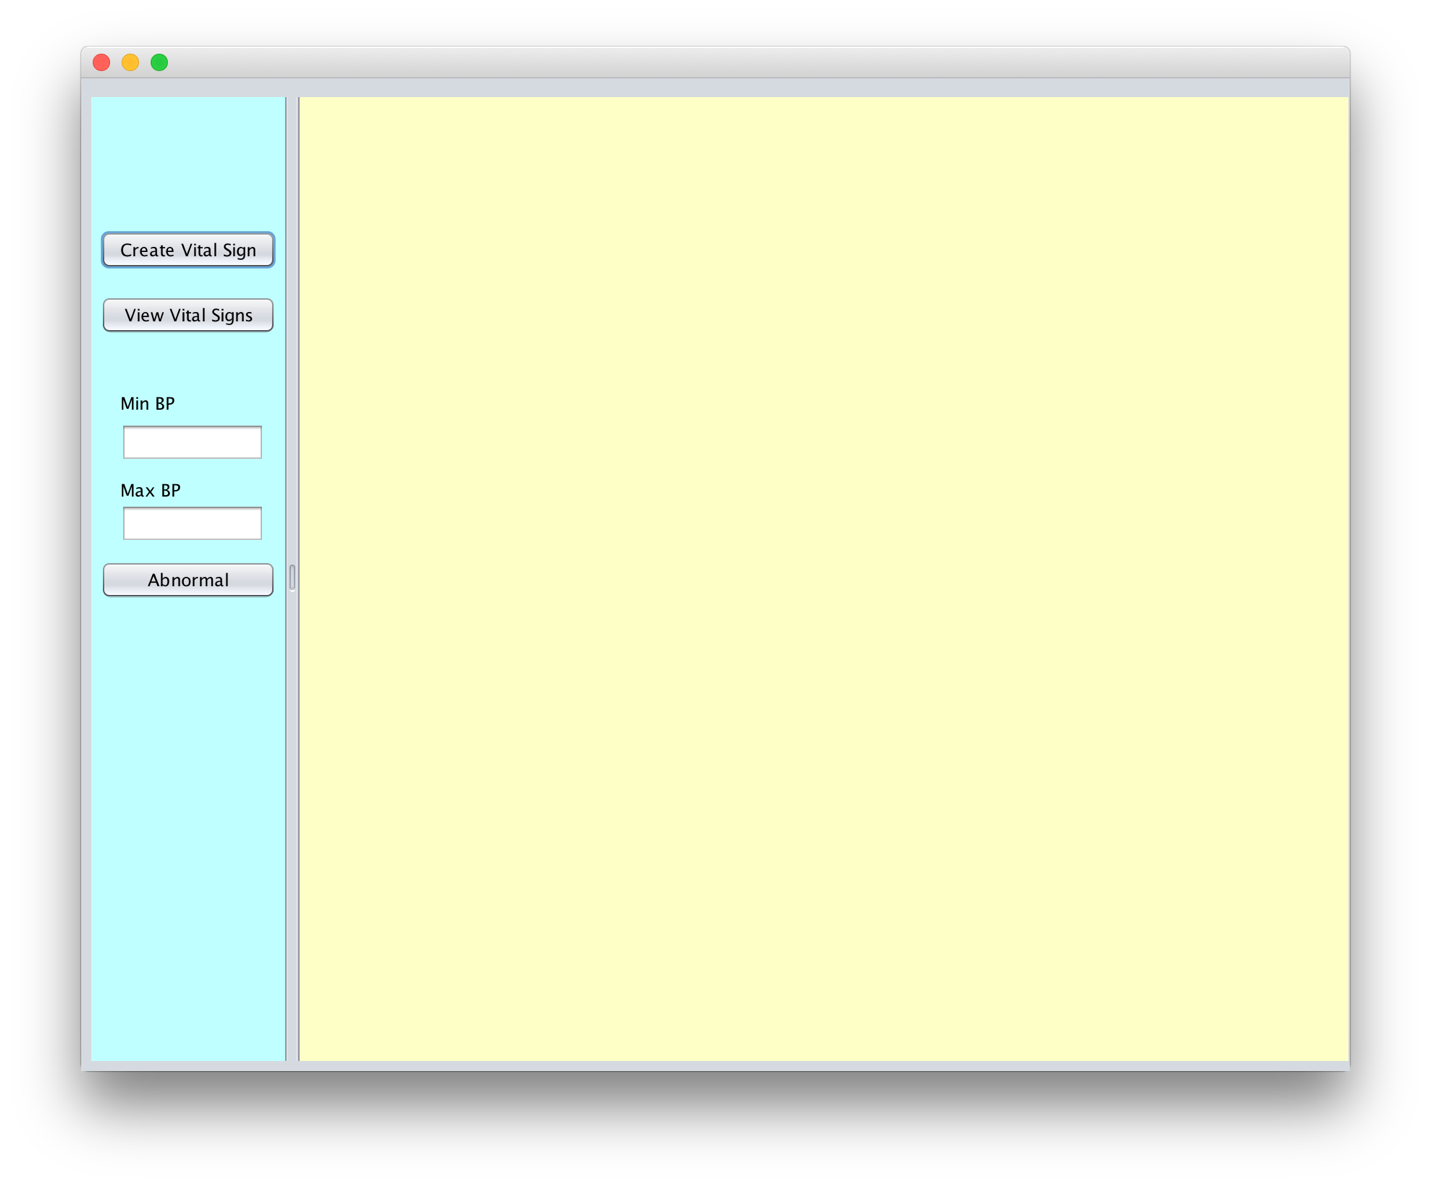 Create Vital Sign
View Vital Signs
Min BP
Max BP
Abnormal